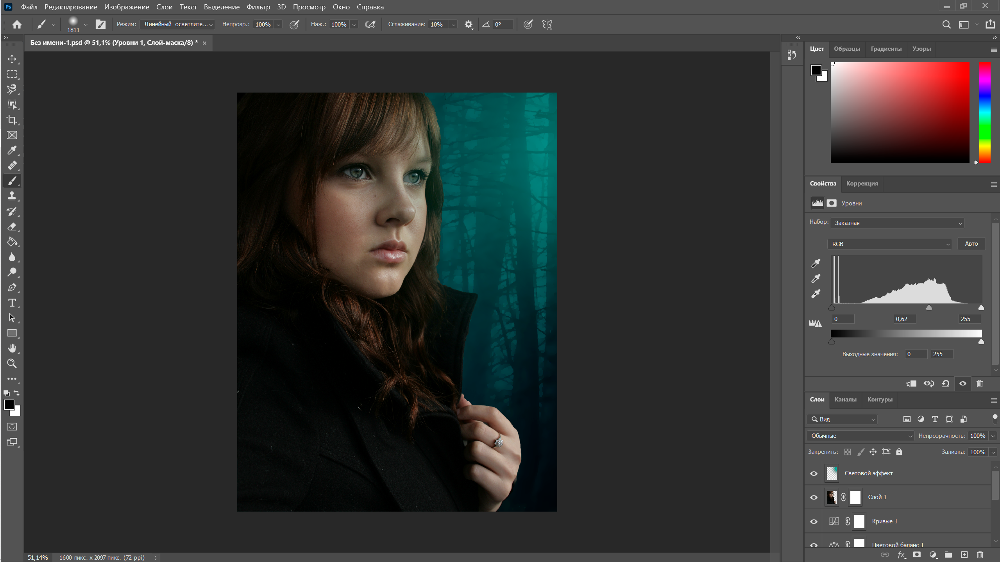 Ps Файл Редактирование Изображение Слои Текст Выделение Фильтр 3D Просмотр Окно Справка
1811 Режим: Линейный осветлите... Непрозр.: 100% Наж.: 100% Сглаживание: 10% 0°
Без имени-1.psd @ 51,1% (Уровни 1, Слой-маска/8) * ×
Цвет Образцы Градиенты Узоры
Свойства Коррекция
Уровни
Набор: Заказная
RGB Авто
0 0,62 255
Выходные значения: 0 255
Слои Каналы Контуры
Вид
Обычные Непрозрачность: 100%
Закрепить: Заливка: 100%
Световой эффект
Слой 1
Кривые 1
Цветовой баланс 1
fx
51,14% 1600 пикс. x 2097 пикс. (72 ppi)